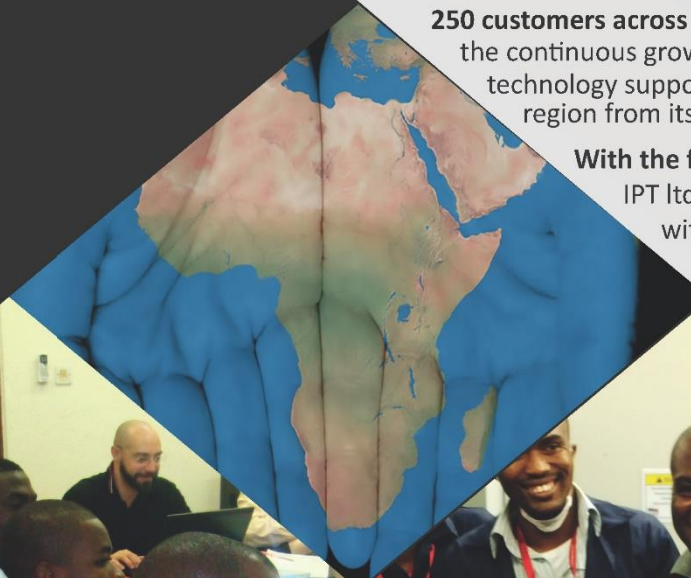 250 customers across
the continuous grow
technology suppo
region from its
With the f
IPT ltd
wit